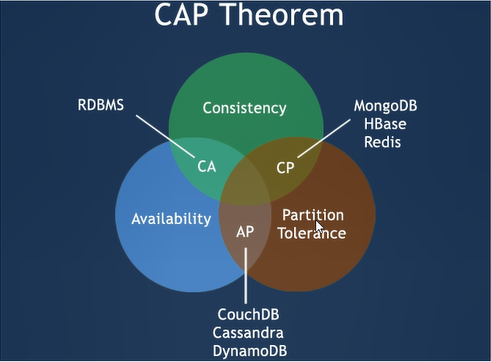 CAP Theorem
RDBMS
Consistency
MongoDB
HBase
Redis
CA
CP
Availability
Partition
Tolerance
AP
CouchDB
Cassandra
DynamoDB